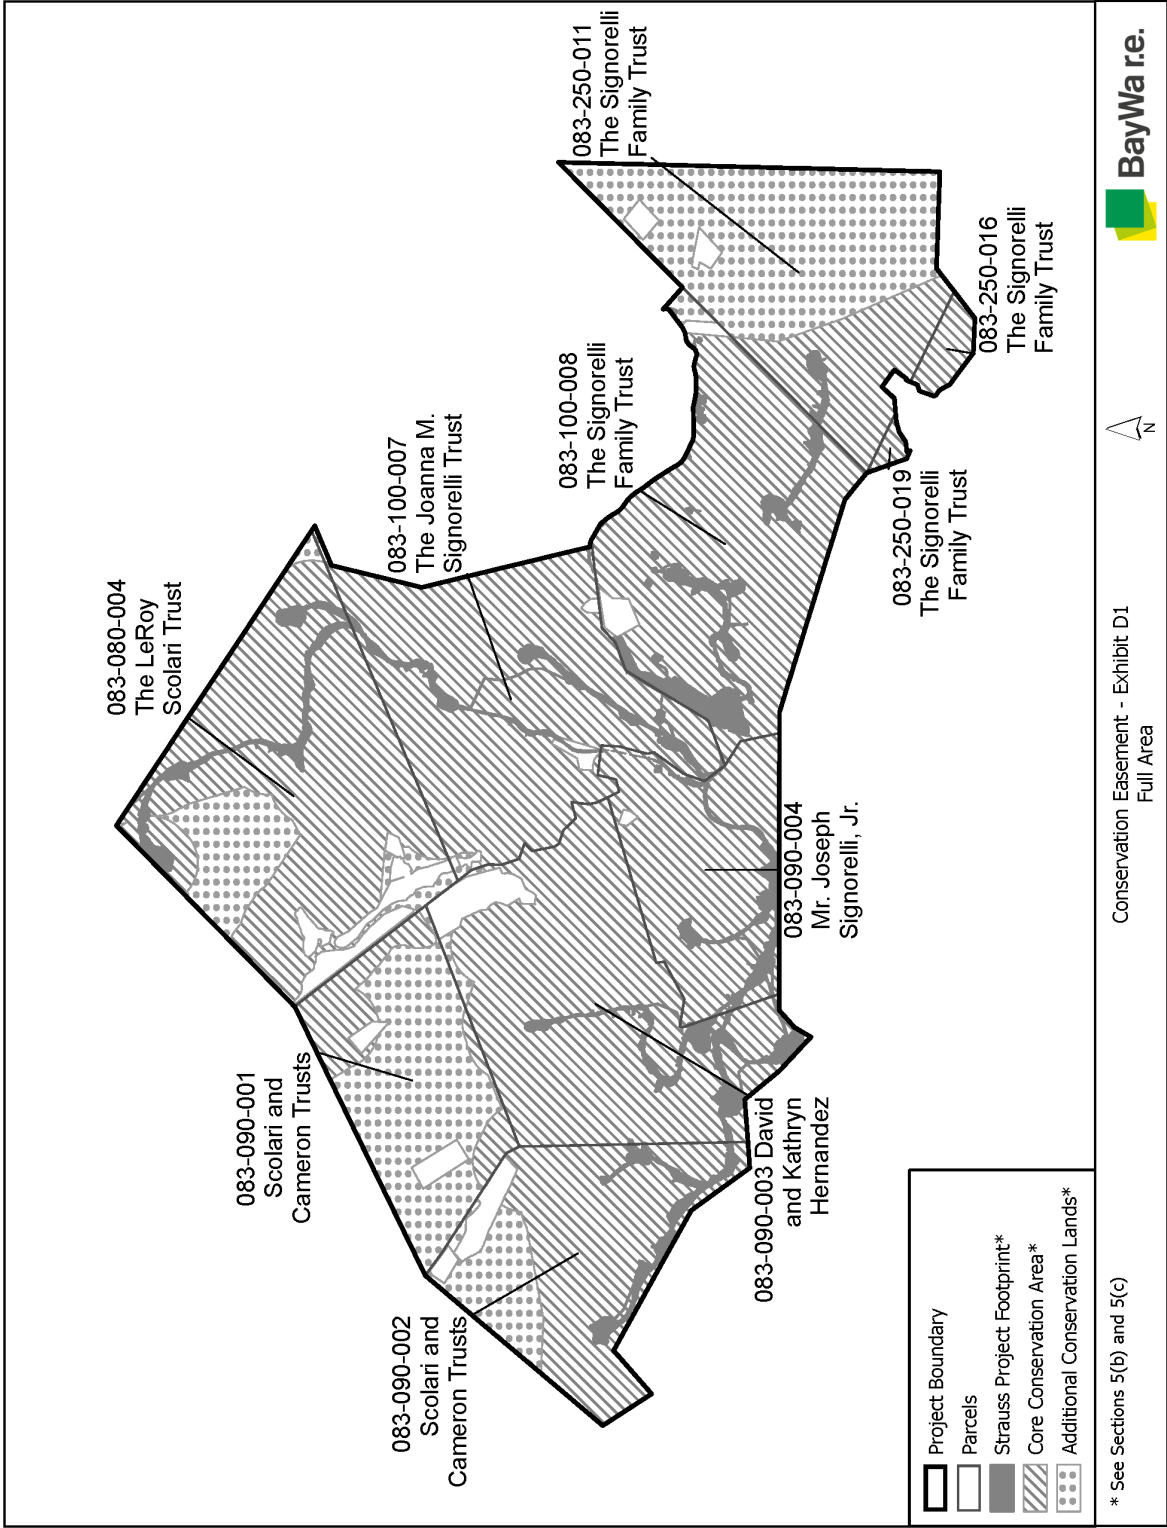 083-250-011
The Signorelli
Family Trust
083-080-004
The LeRoy
Scolari Trust
083-100-007
The Joanna M.
Signorelli Trust
083-100-008
The Signorelli
Family Trust
083-090-001
Scolari and
Cameron Trusts
083-090-002
Scolari and
Cameron Trusts
083-090-003 David
and Kathryn
Hernandez
083-090-004
Mr. Joseph
Signorelli, Jr.
083-250-019
The Signorelli
Family Trust
083-250-016
The Signorelli
Family Trust
Project Boundary
Parcels
Strauss Project Footprint*
Core Conservation Area*
Additional Conservation Lands*
* See Sections 5(b) and 5(c)
Conservation Easement - Exhibit D1
Full Area
N
BayWa r.e.